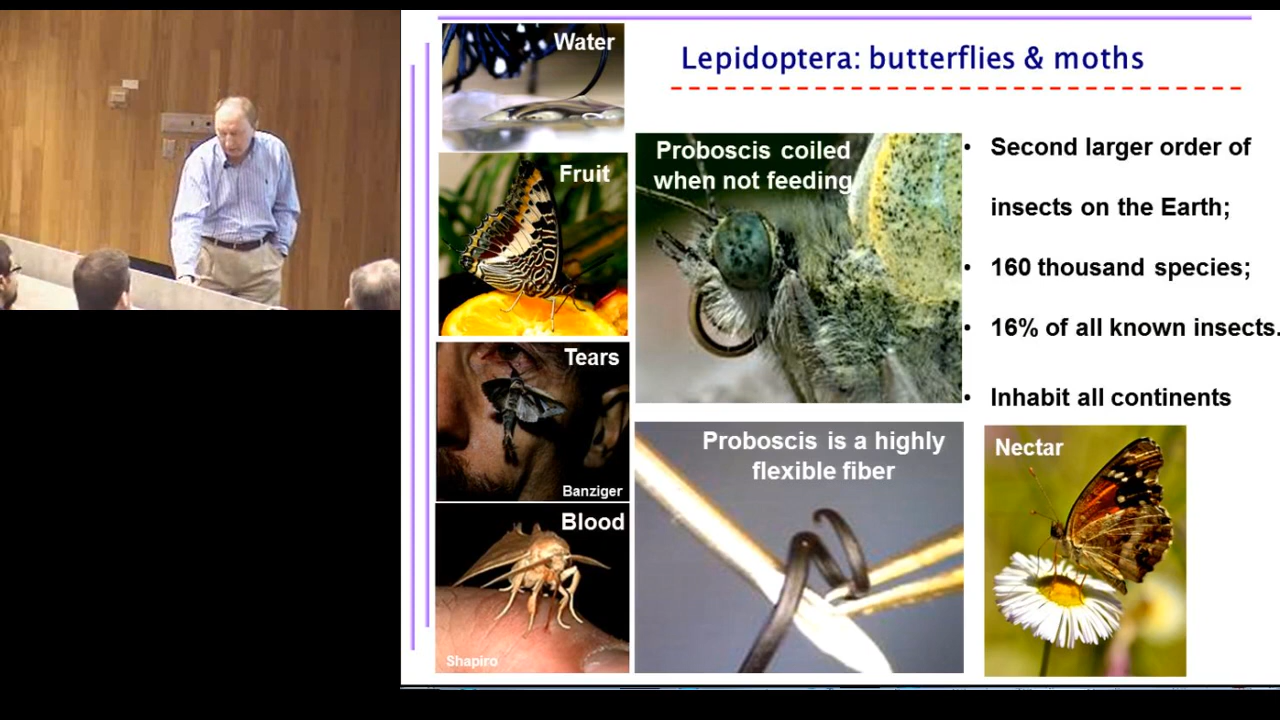 Lepidoptera: butterflies & moths
Water
Fruit
Tears
Banziger
Blood
Shapiro
Proboscis coiled
when not feeding
Proboscis is a highly
flexible fiber
• Second larger order of
insects on the Earth;
• 160 thousand species;
• 16% of all known insects.
• Inhabit all continents
Nectar